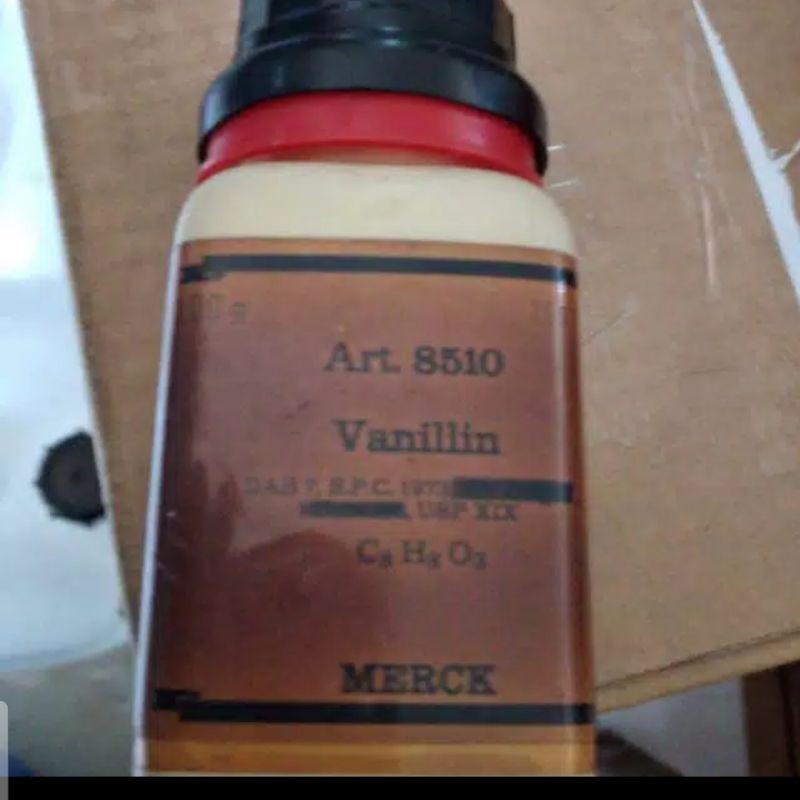 Art. 8510
Vanillin
DAB 7, B.P.C. 1973
, USP XIX
C₈ H₈ O₃
MERCK